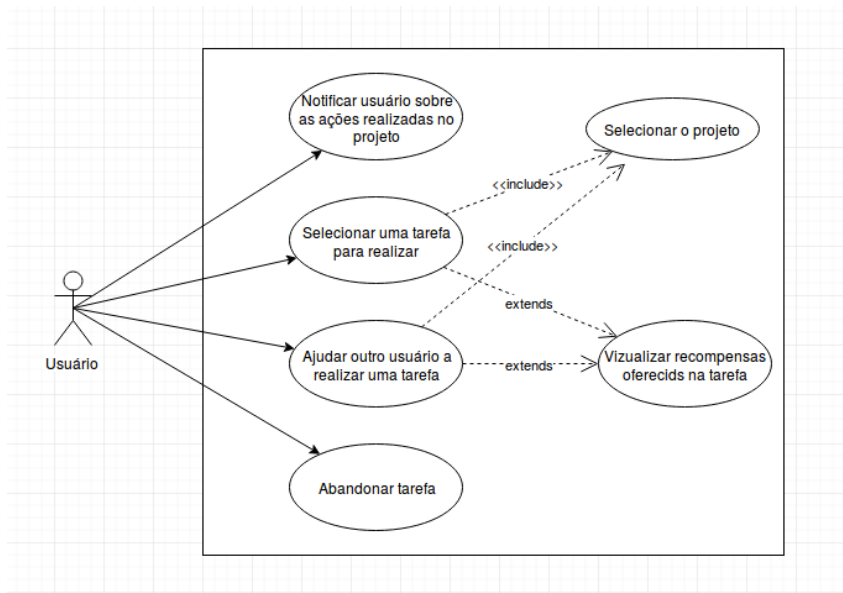 Notificar usuário sobre
as ações realizadas no
projeto
Selecionar o projeto
<<include>>
Selecionar uma tarefa
para realizar
<<include>>
extends
Usuário
Ajudar outro usuário a
realizar uma tarefa
extends
Vizualizar recompensas
oferecids na tarefa
Abandonar tarefa